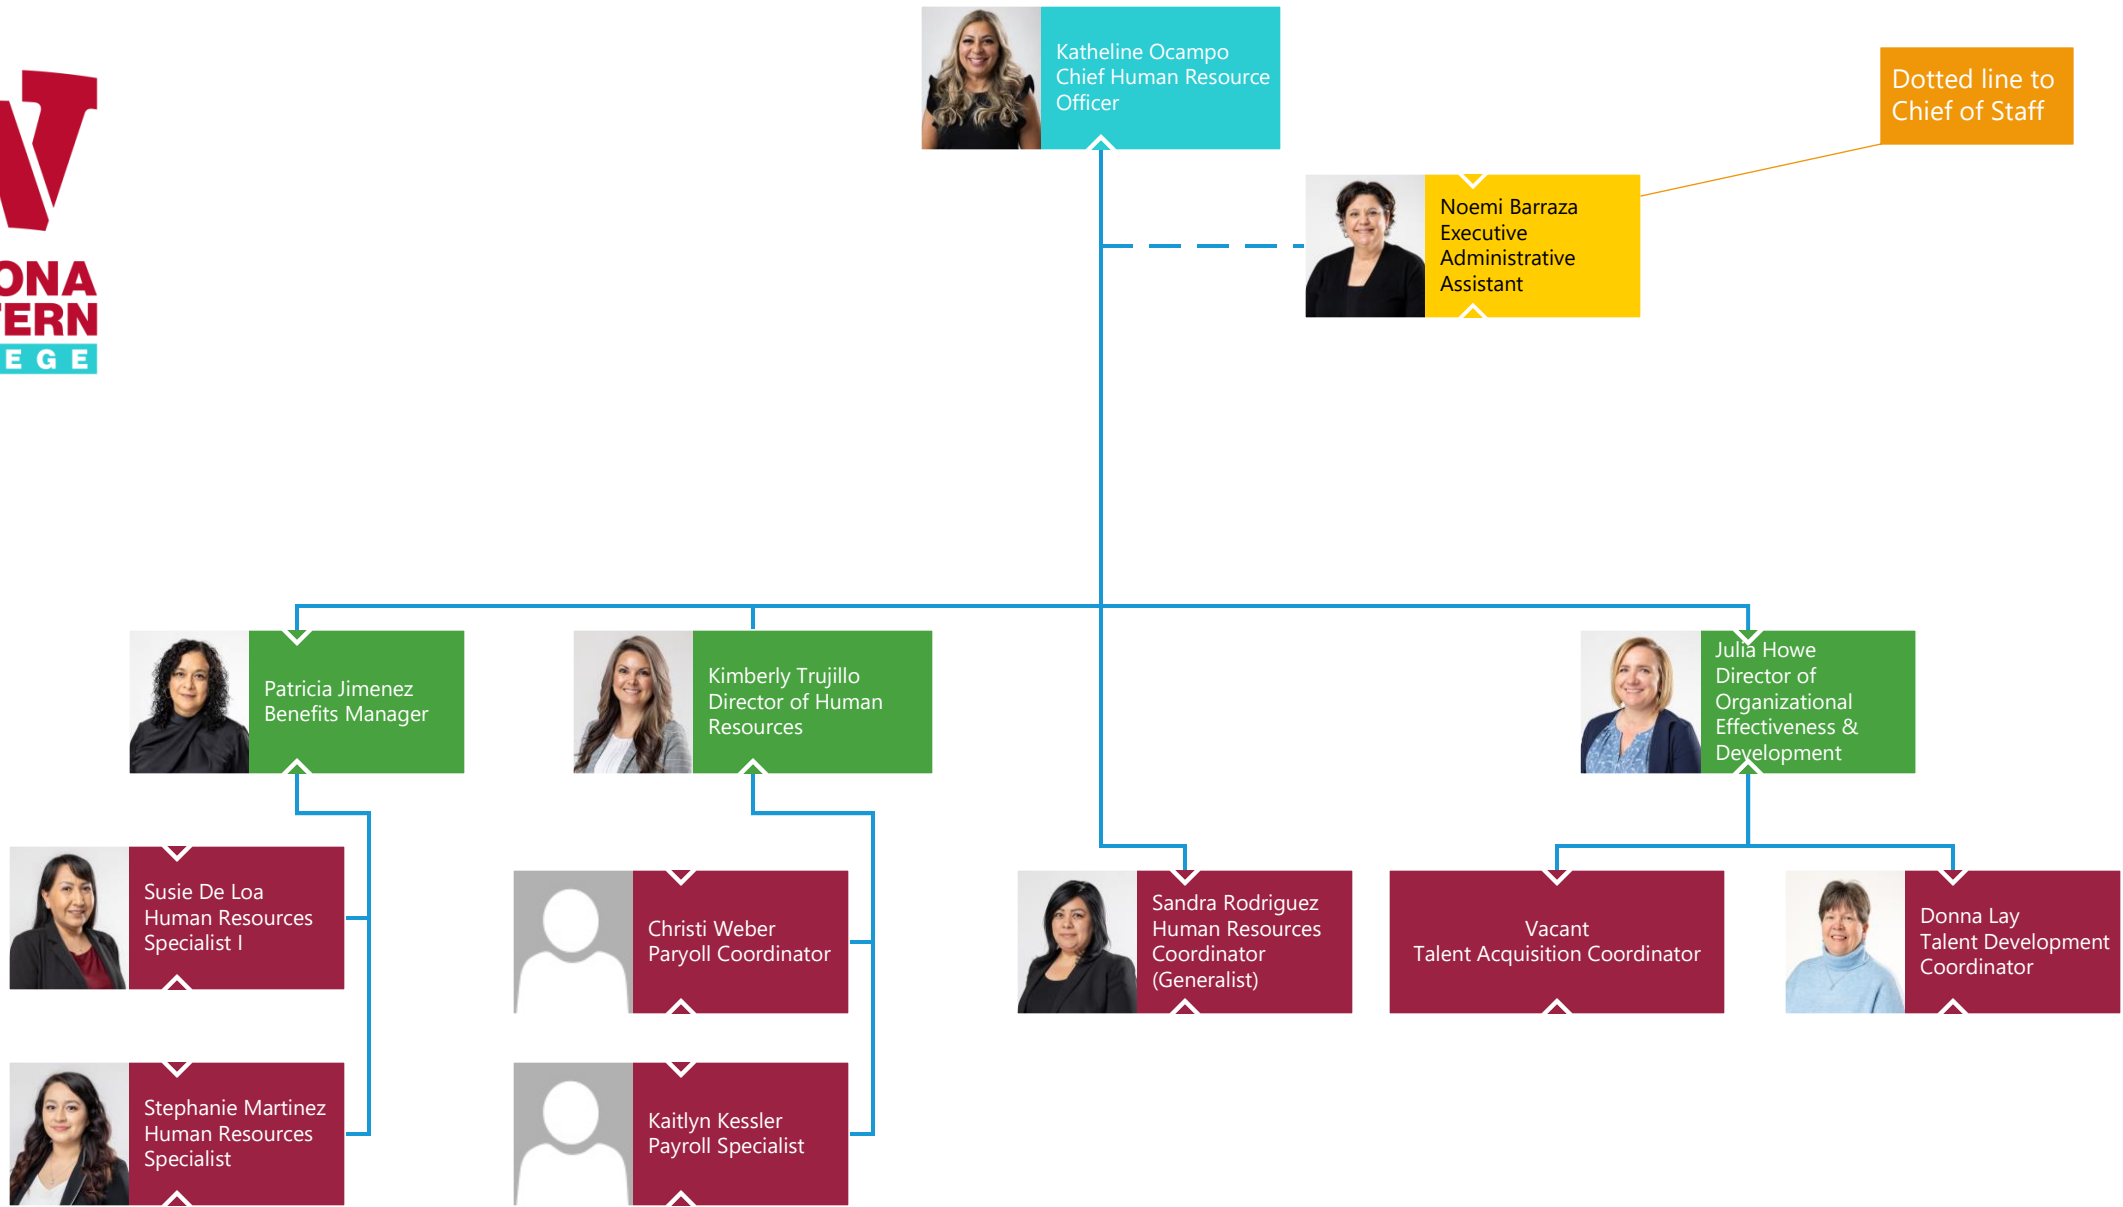 Katheline Ocampo
Chief Human Resource
Officer
Dotted line to
Chief of Staff
Noemi Barraza
Executive
Administrative
Assistant
ONA
TERN
EGE
Patricia Jimenez
Benefits Manager
Kimberly Trujillo
Director of Human
Resources
Julia Howe
Director of
Organizational
Effectiveness &
Development
Susie De Loa
Human Resources
Specialist I
Christi Weber
Paryoll Coordinator
Sandra Rodriguez
Human Resources
Coordinator
(Generalist)
Vacant
Talent Acquisition Coordinator
Donna Lay
Talent Development
Coordinator
Stephanie Martinez
Human Resources
Specialist
Kaitlyn Kessler
Payroll Specialist